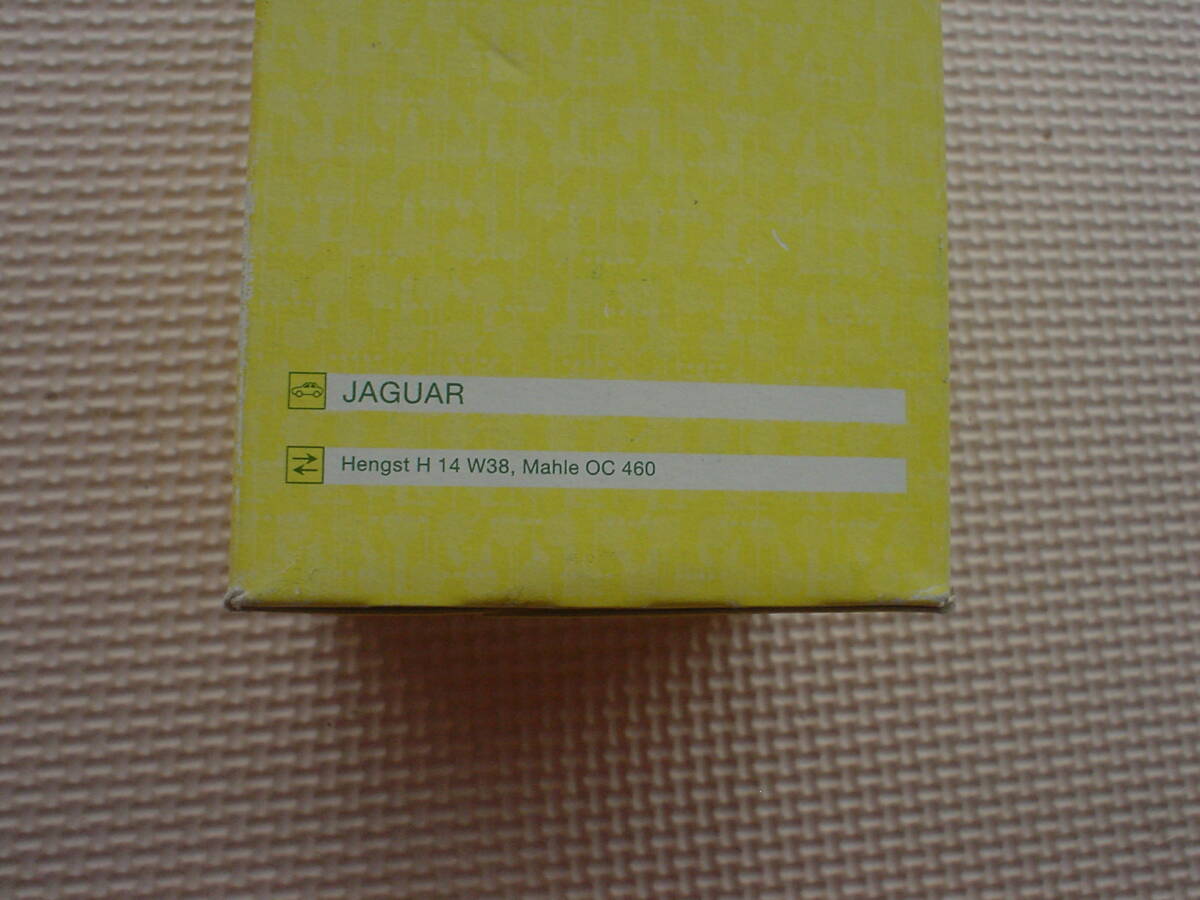 JAGUAR
Hengst H 14 W38, Mahle OC 460